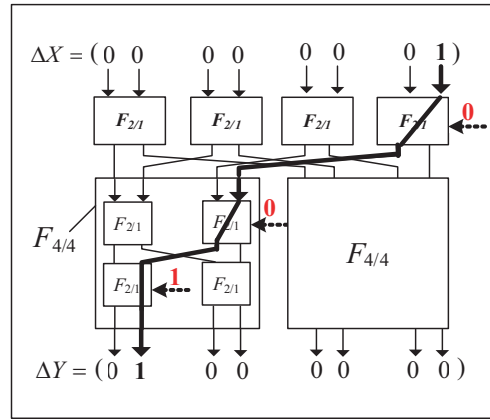 ΔX = (0 0 0 0 0 0 0 1)
F2/1 F2/1 F2/1 F2/1 0
F2/1 F2/1 0
F4/4 F4/4
F2/1 1 F2/1
ΔY = (0 1 0 0 0 0 0 0)